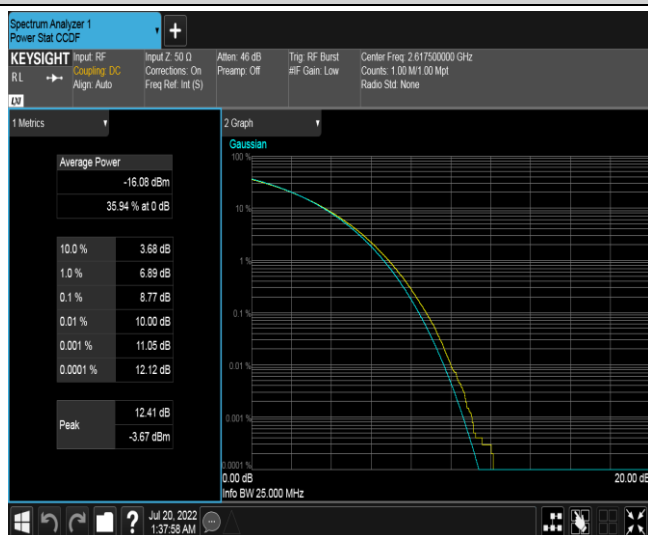 Spectrum Analyzer 1
Power Stat CCDF
+
KEYSIGHT
RL
LXI
Input: RF
Coupling: DC
Align: Auto
Input Z: 50 Ω
Corrections: On
Freq Ref: Int (S)
Atten: 46 dB
Preamp: Off
Trig: RF Burst
#IF Gain: Low
Center Freq: 2.617500000 GHz
Counts: 1.00 M/1.00 Mpt
Radio Std: None
1 Metrics
Average Power
-16.08 dBm
35.94 % at 0 dB
10.0 % 3.68 dB
1.0 % 6.89 dB
0.1 % 8.77 dB
0.01 % 10.00 dB
0.001 % 11.05 dB
0.0001 % 12.12 dB
Peak
12.41 dB
-3.67 dBm
2 Graph
Gaussian
100 %
10 %
1 %
0.1 %
0.01 %
0.001 %
0.0001 %
0.00 dB 20.00 dB
Info BW 25.000 MHz
?
Jul 20, 2022
1:37:58 AM